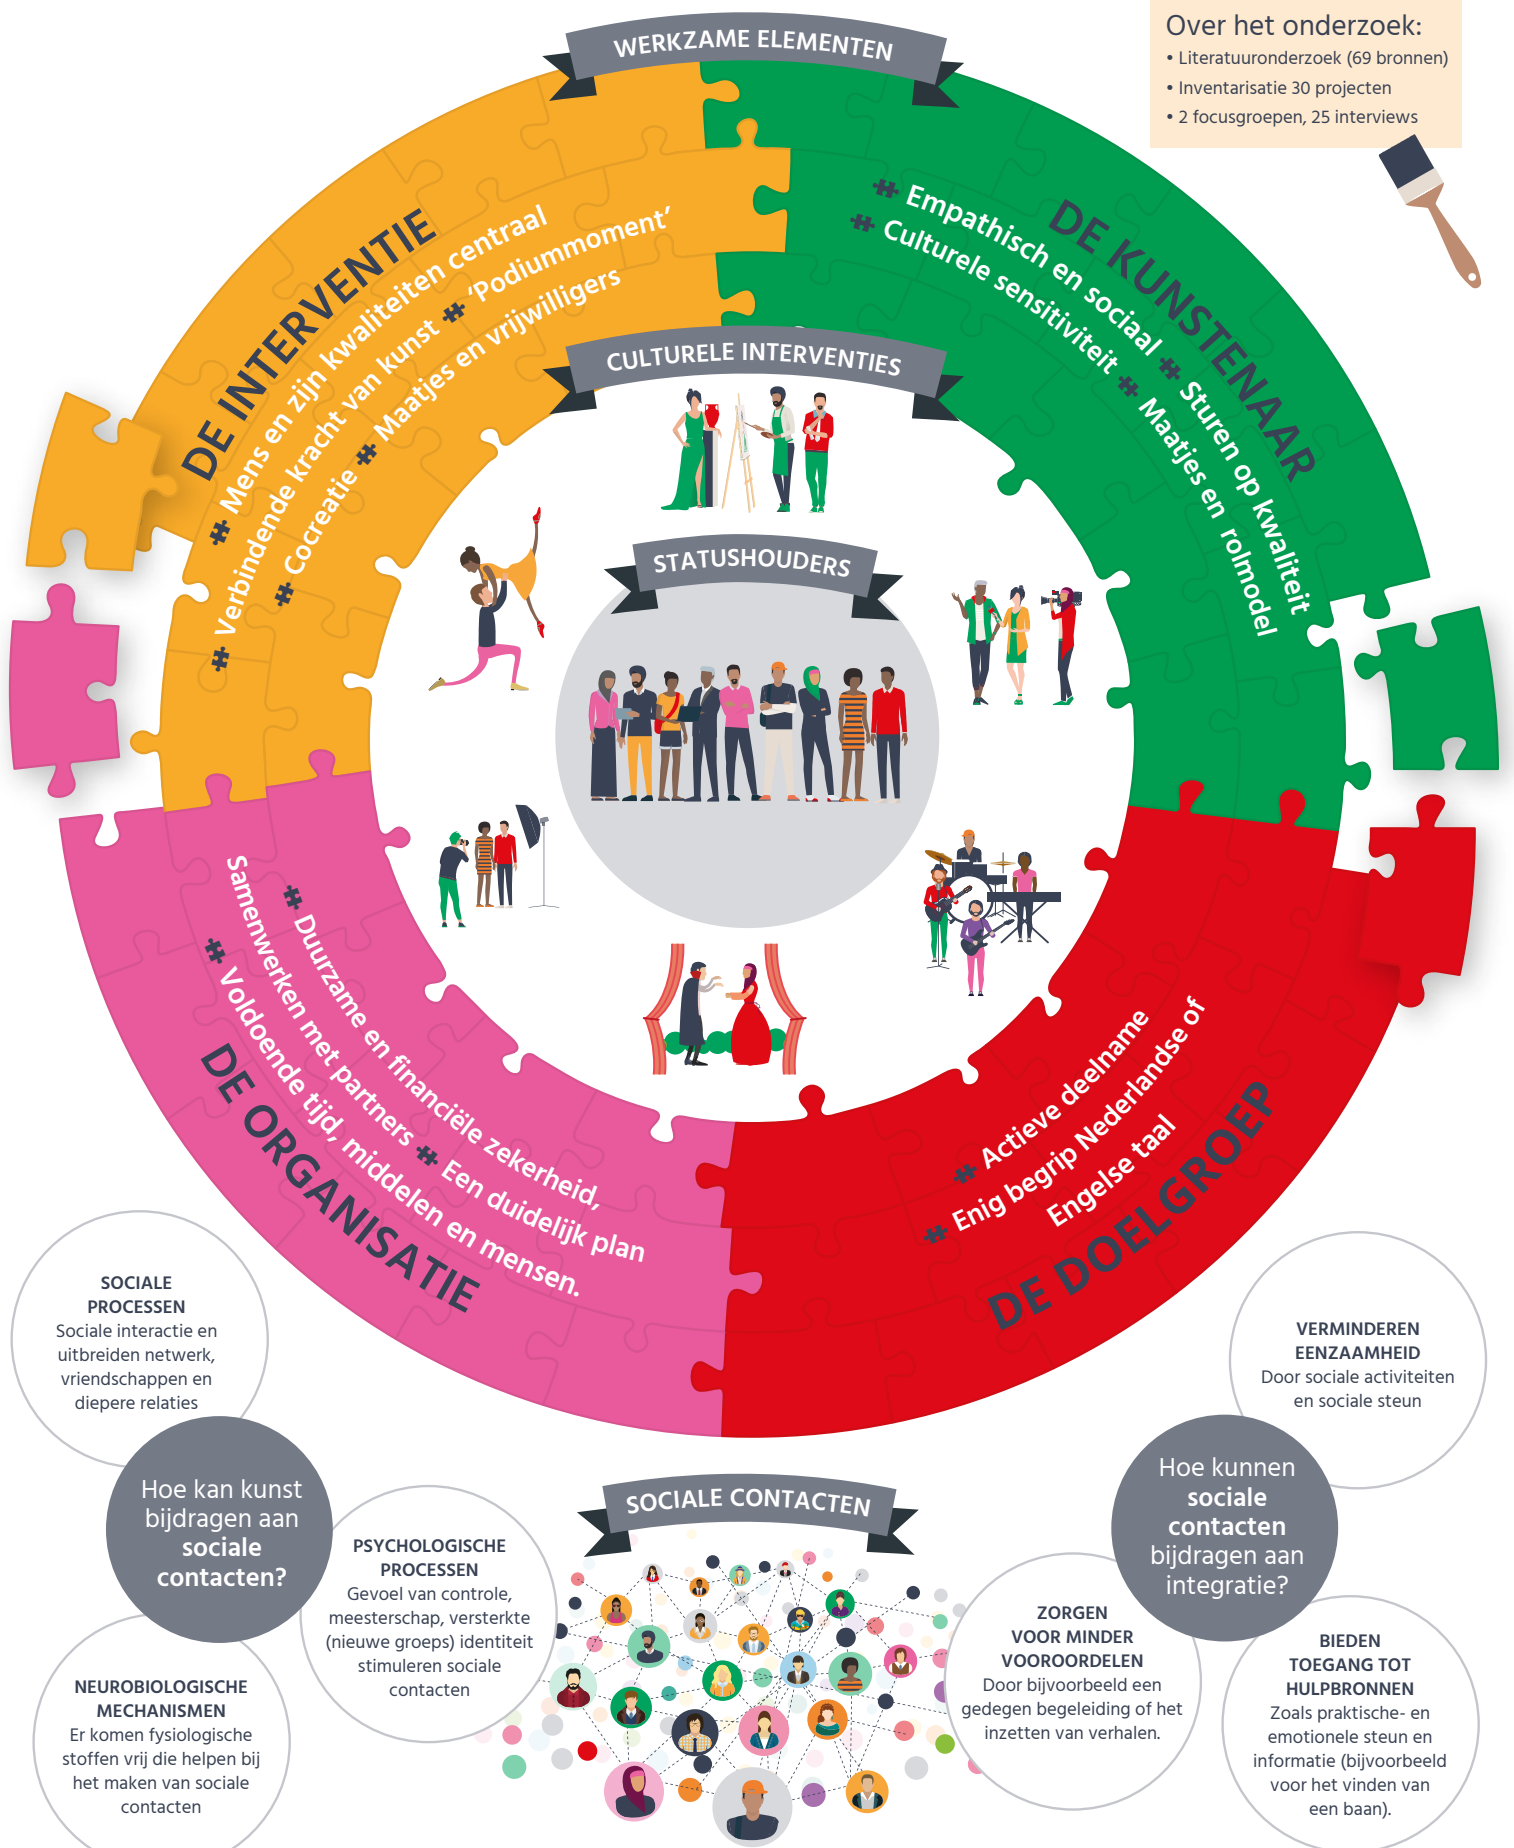 WERKZAME ELEMENTEN
Over het onderzoek:
• Literatuuronderzoek (69 bronnen)
• Inventarisatie 30 projecten
• 2 focusgroepen, 25 interviews
DE INTERVENTIE
Mens en zijn kwaliteiten centraal
Verbindende kracht van kunst 'Podiummoment'
Cocreatie Maatjes en vrijwilligers
DE KUNSTENAAR
Empathisch en sociaal Sturen op kwaliteit
Culturele sensitiviteit Maatjes en rolmodel
CULTURELE INTERVENTIES
STATUSHOUDERS
Duurzame en financiële zekerheid,
Samenwerken met partners Een duidelijk plan
Voldoende tijd, middelen en mensen.
DE ORGANISATIE
Actieve deelname
Enig begrip Nederlandse of
Engelse taal
DE DOELGROEP
SOCIALE
PROCESSEN
Sociale interactie en
uitbreiden netwerk,
vriendschappen en
diepere relaties
Hoe kan kunst
bijdragen aan
sociale
contacten?
PSYCHOLOGISCHE
PROCESSEN
Gevoel van controle,
meesterschap, versterkte
(nieuwe groeps) identiteit
stimuleren sociale
contacten
NEUROBIOLOGISCHE
MECHANISMEN
Er komen fysiologische
stoffen vrij die helpen bij
het maken van sociale
contacten
SOCIALE CONTACTEN
VERMINDEREN
EENZAAMHEID
Door sociale activiteiten
en sociale steun
Hoe kunnen
sociale
contacten
bijdragen aan
integratie?
ZORGEN
VOOR MINDER
VOOROORDELEN
Door bijvoorbeeld een
gedegen begeleiding of het
inzetten van verhalen.
BIEDEN
TOEGANG TOT
HULPBRONNEN
Zoals praktische- en
emotionele steun en
informatie (bijvoorbeeld
voor het vinden van
een baan).